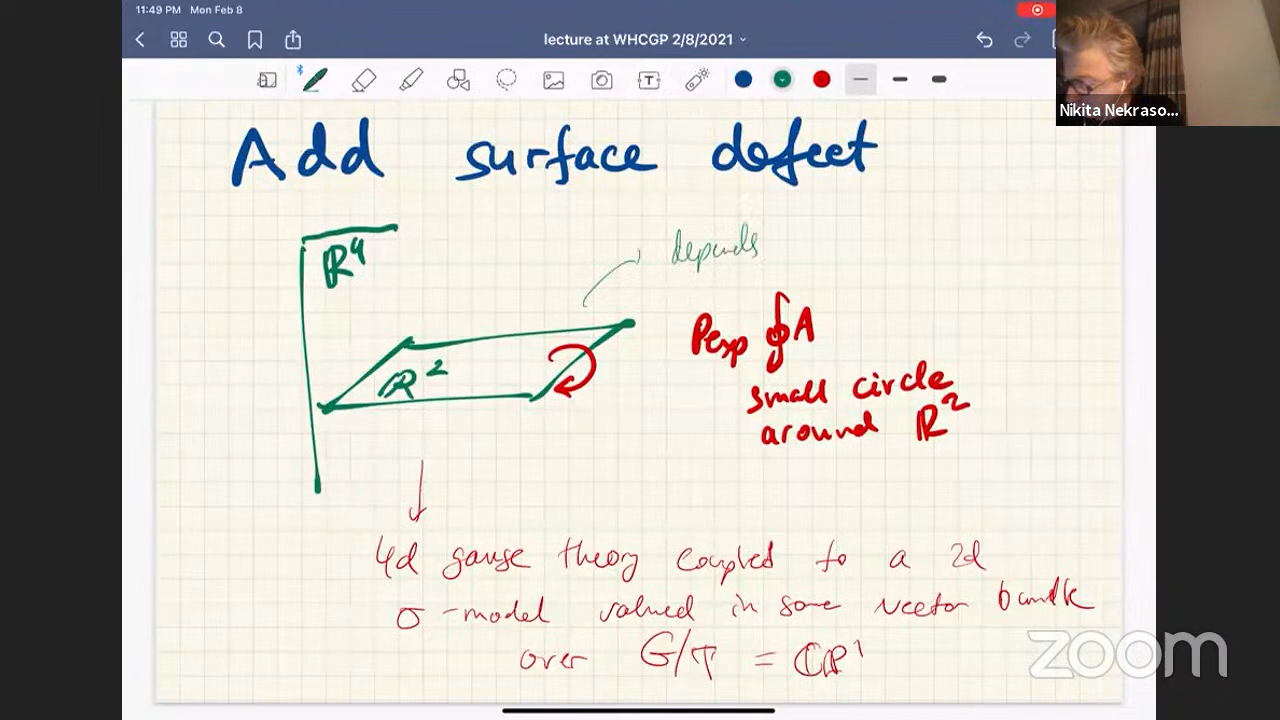 11:49 PM Mon Feb 8
lecture at WHCGP 2/8/2021
Nikita Nekraso...
Add surface defect
ℝ⁴
depends
ℝ²
Pexp ∮A
small circle
around ℝ²
4d gauge theory coupled to a 2d
σ-model valued in some vector bundle
over G/T = ℂℙ¹
zoom